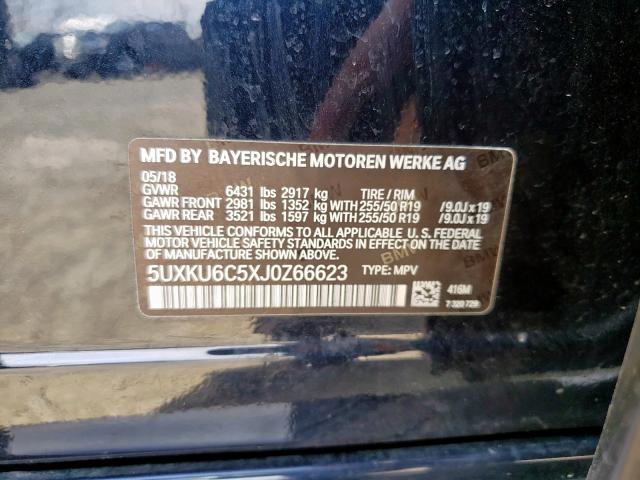 MFD BY BAYERISCHE MOTOREN WERKE AG
05/18
GVWR 6431 lbs 2917 kg TIRE / RIM
GAWR FRONT 2981 lbs 1352 kg WITH 255/50 R19 /9.0J x 19
GAWR REAR 3521 lbs 1597 kg WITH 255/50 R19 /9.0J x 19
THIS VEHICLE CONFORMS TO ALL APPLICABLE U. S. FEDERAL
MOTOR VEHICLE SAFETY STANDARDS IN EFFECT ON THE DATE
OF MANUFACTURE SHOWN ABOVE.
5UXKU6C5XJ0Z66623 TYPE: MPV
416M
7 320 729